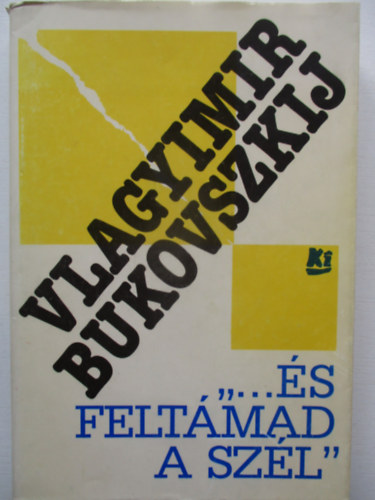 VLAGYIMIR
BUKOVSZKIJ
Ki
„...ÉS
FELTÁMAD
A SZÉL”